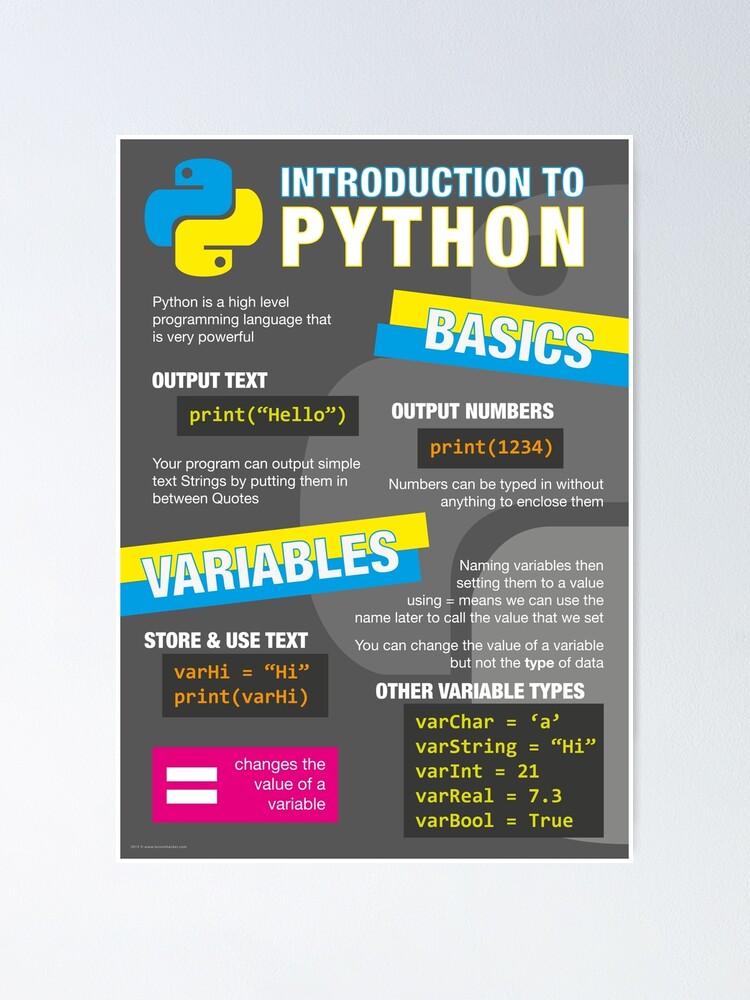 INTRODUCTION TO
PYTHON
Python is a high level
programming language that
is very powerful
BASICS
OUTPUT TEXT
print(“Hello”)
Your program can output simple
text Strings by putting them in
between Quotes
OUTPUT NUMBERS
print(1234)
Numbers can be typed in without
anything to enclose them
VARIABLES
Naming variables then
setting them to a value
using = means we can use the
name later to call the value that we set
You can change the value of a variable
but not the type of data
STORE & USE TEXT
varHi = “Hi”
print(varHi)
=
changes the
value of a
variable
OTHER VARIABLE TYPES
varChar = ‘a’
varString = “Hi”
varInt = 21
varReal = 7.3
varBool = True